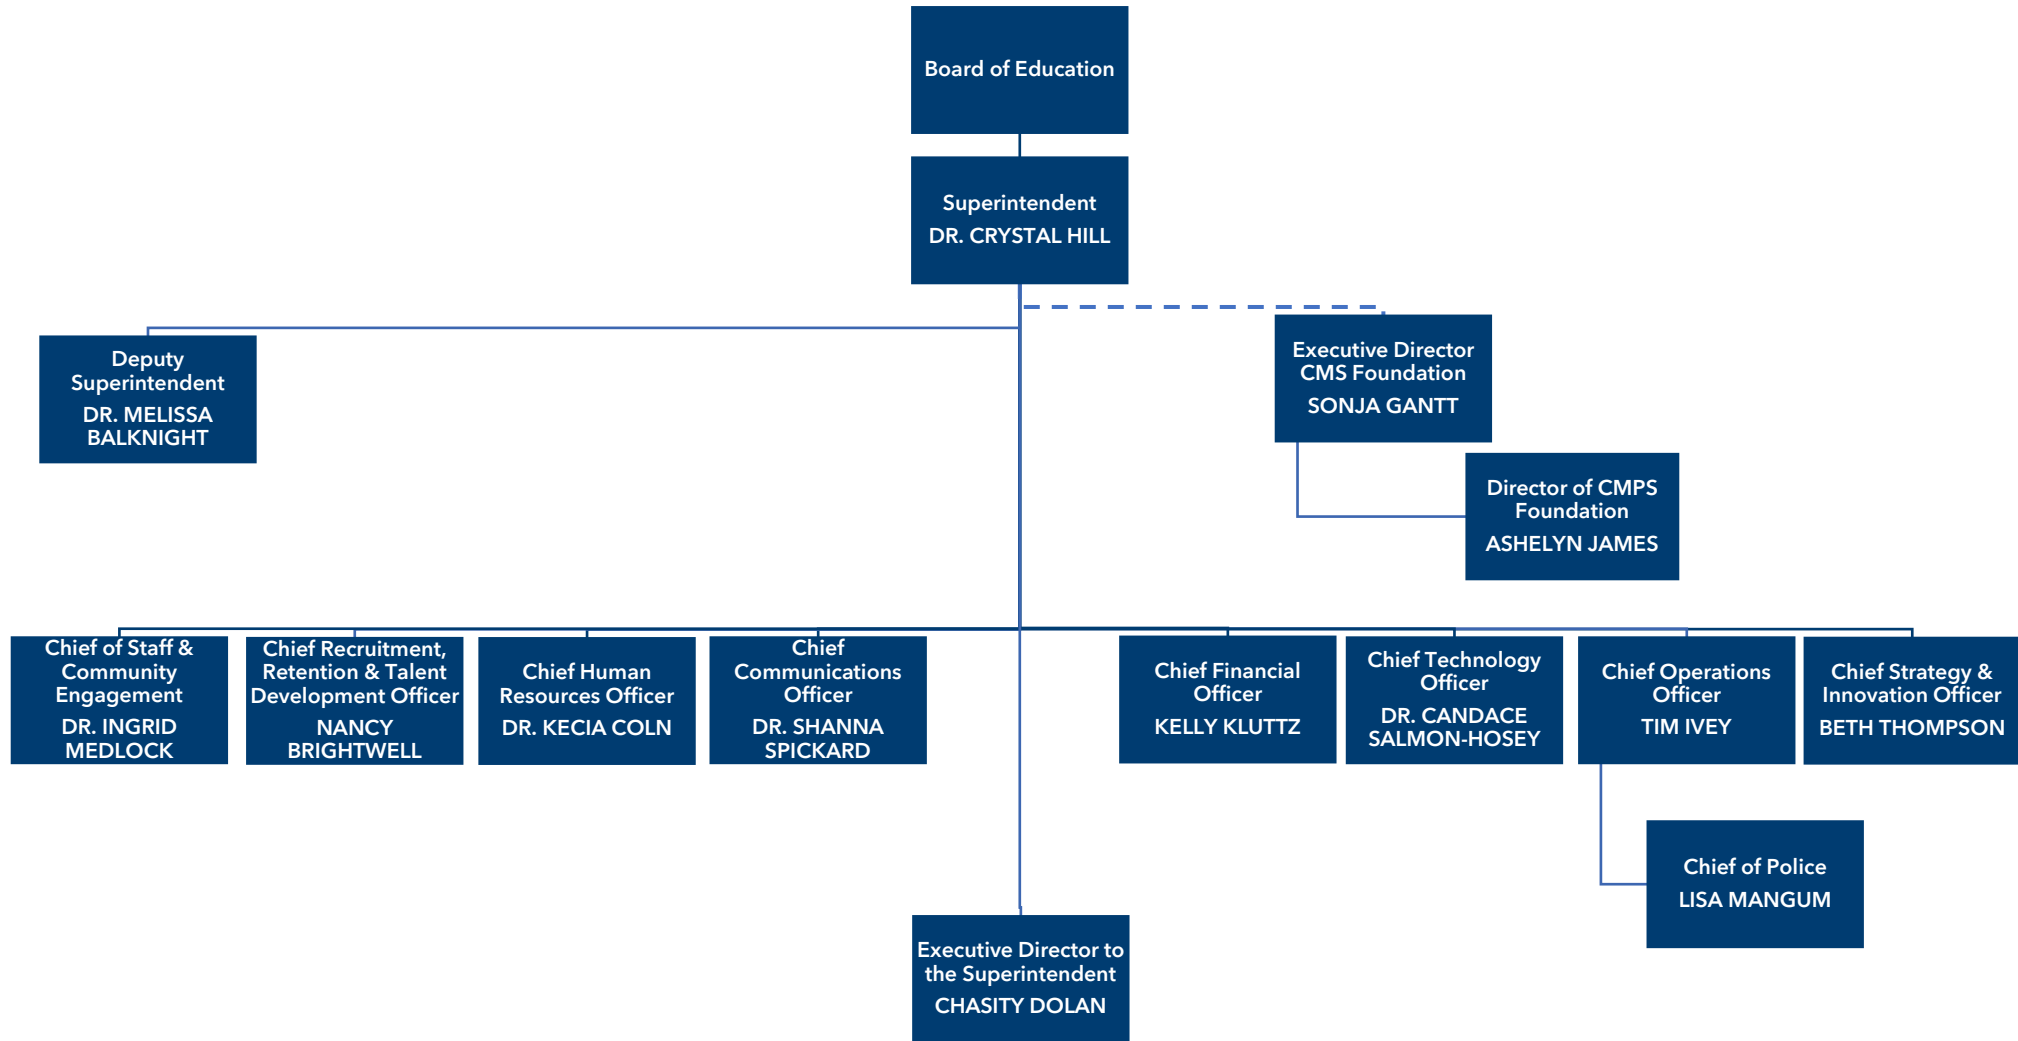 Board of Education
Superintendent
DR. CRYSTAL HILL
Deputy
Superintendent
DR. MELISSA
BALKNIGHT
Executive Director
CMS Foundation
SONJA GANTT
Director of CMPS
Foundation
ASHELYN JAMES
Chief of Staff &
Community
Engagement
DR. INGRID
MEDLOCK
Chief Recruitment,
Retention & Talent
Development Officer
NANCY
BRIGHTWELL
Chief Human
Resources Officer
DR. KECIA COLN
Chief
Communications
Officer
DR. SHANNA
SPICKARD
Chief Financial
Officer
KELLY KLUTTZ
Chief Technology
Officer
DR. CANDACE
SALMON-HOSEY
Chief Operations
Officer
TIM IVEY
Chief Strategy &
Innovation Officer
BETH THOMPSON
Chief of Police
LISA MANGUM
Executive Director to
the Superintendent
CHASITY DOLAN